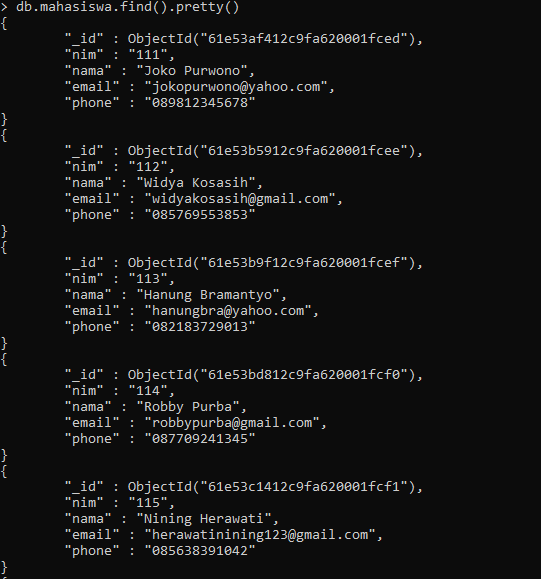 > db.mahasiswa.find().pretty()
{
        "_id" : ObjectId("61e53af412c9fa620001fced"),
        "nim" : "111",
        "nama" : "Joko Purwono",
        "email" : "jokopurwono@yahoo.com",
        "phone" : "089812345678"
}
{
        "_id" : ObjectId("61e53b5912c9fa620001fcee"),
        "nim" : "112",
        "nama" : "Widya Kosasih",
        "email" : "widyakosasih@gmail.com",
        "phone" : "085769553853"
}
{
        "_id" : ObjectId("61e53b9f12c9fa620001fcef"),
        "nim" : "113",
        "nama" : "Hanung Bramantyo",
        "email" : "hanungbra@yahoo.com",
        "phone" : "082183729013"
}
{
        "_id" : ObjectId("61e53bd812c9fa620001fcf0"),
        "nim" : "114",
        "nama" : "Robby Purba",
        "email" : "robbypurba@gmail.com",
        "phone" : "087709241345"
}
{
        "_id" : ObjectId("61e53c1412c9fa620001fcf1"),
        "nim" : "115",
        "nama" : "Nining Herawati",
        "email" : "herawatinining123@gmail.com",
        "phone" : "085638391042"
}